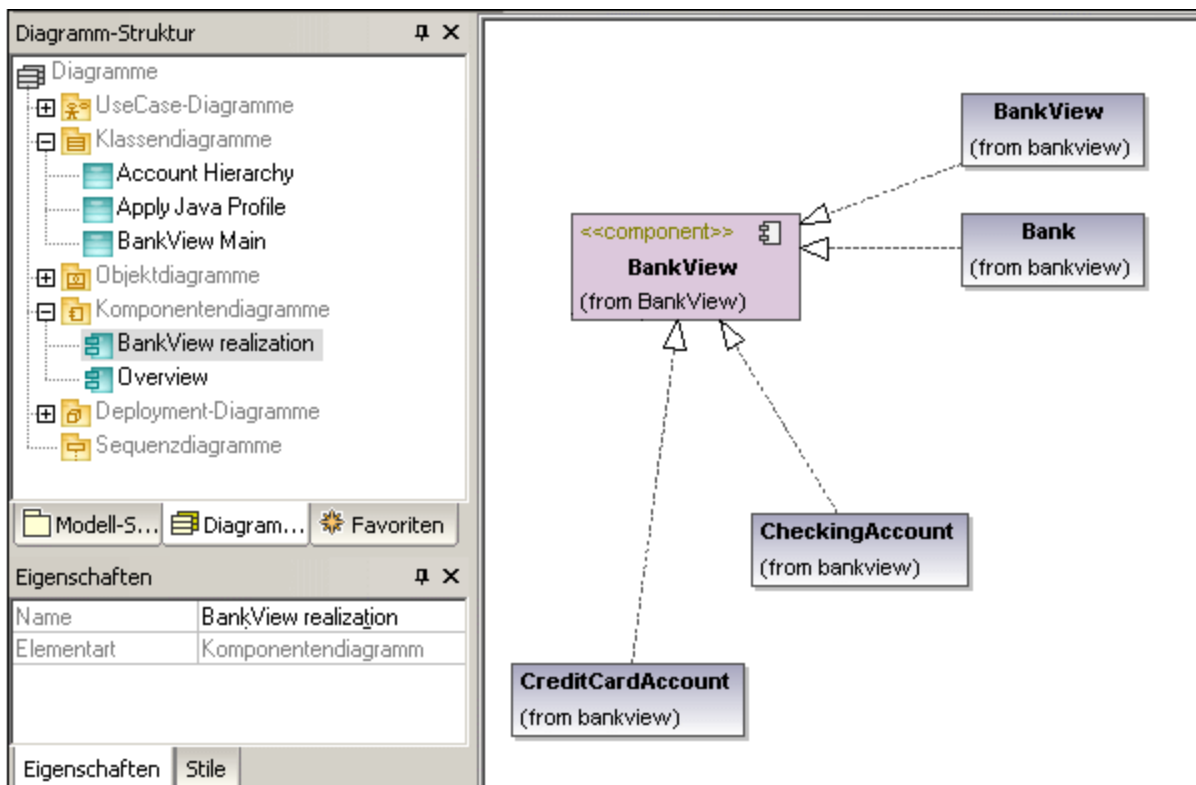 Diagramm-Struktur
Diagramme
UseCase-Diagramme
Klassendiagramme
Account Hierarchy
Apply Java Profile
BankView Main
Objektdiagramme
Komponentendiagramme
BankView realization
Overview
Deployment-Diagramme
Sequenzdiagramme
Modell-S... Diagram... Favoriten
Eigenschaften
Name BankView realization
Elementart Komponentendiagramm
Eigenschaften Stile
BankView
(from bankview)
<<component>>
BankView
(from BankView)
Bank
(from bankview)
CheckingAccount
(from bankview)
CreditCardAccount
(from bankview)